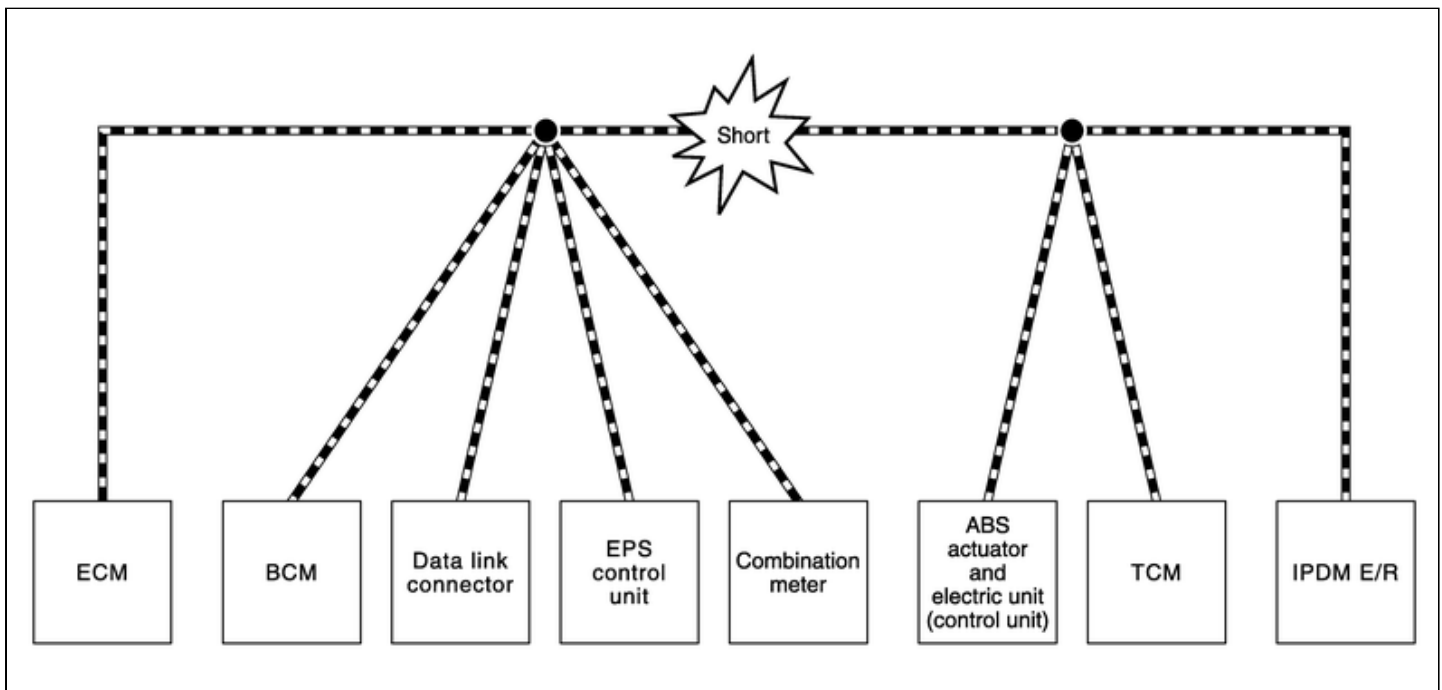 Short
ECM
BCM
Data link
connector
EPS
control
unit
Combination
meter
ABS
actuator
and
electric unit
(control unit)
TCM
IPDM E/R